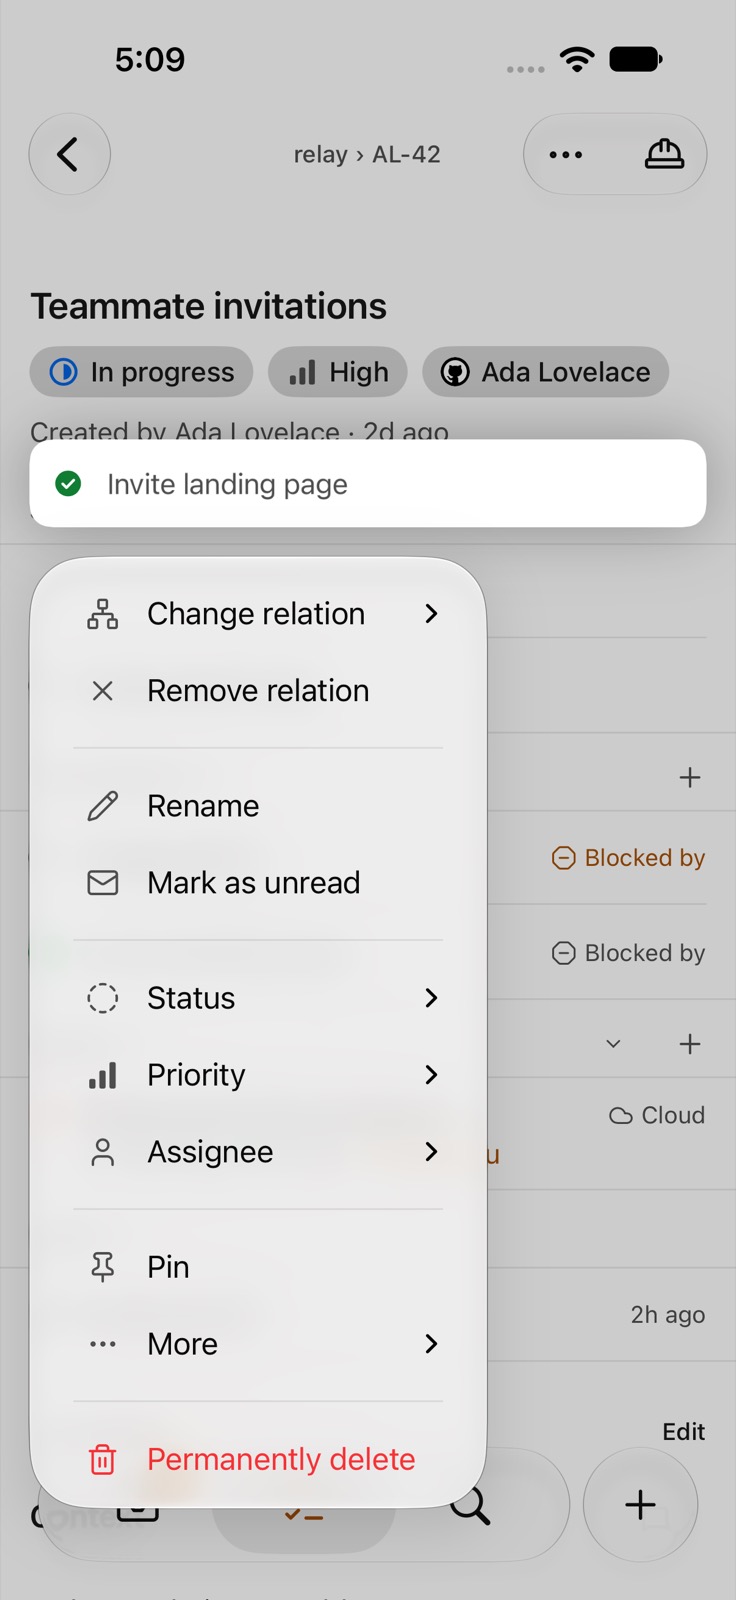 5:09
relay › AL-42
Teammate invitations
In progress
High
Ada Lovelace
Created by Ada Lovelace · 2d ago
Invite landing page
Change relation
Remove relation
Rename
Mark as unread
Blocked by
Blocked by
Status
Priority
Cloud
Assignee
Pin
2h ago
More
Edit
Permanently delete